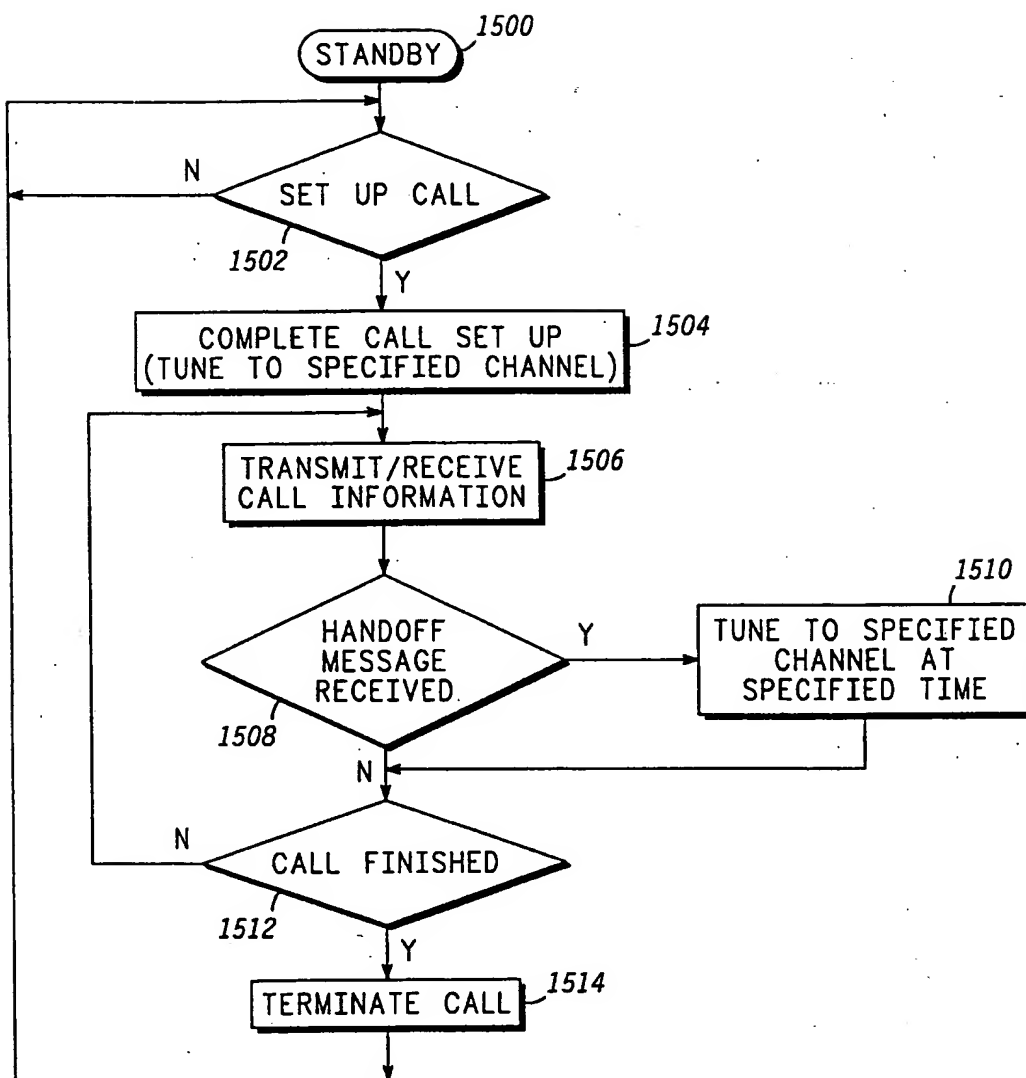 1500
STANDBY
N
SET UP CALL
1502
Y
COMPLETE CALL SET UP
(TUNE TO SPECIFIED CHANNEL)
1504
TRANSMIT/RECEIVE
CALL INFORMATION
1506
HANDOFF
MESSAGE
RECEIVED
1508
Y
1510
TUNE TO SPECIFIED
CHANNEL AT
SPECIFIED TIME
N
N
CALL FINISHED
1512
Y
TERMINATE CALL
1514